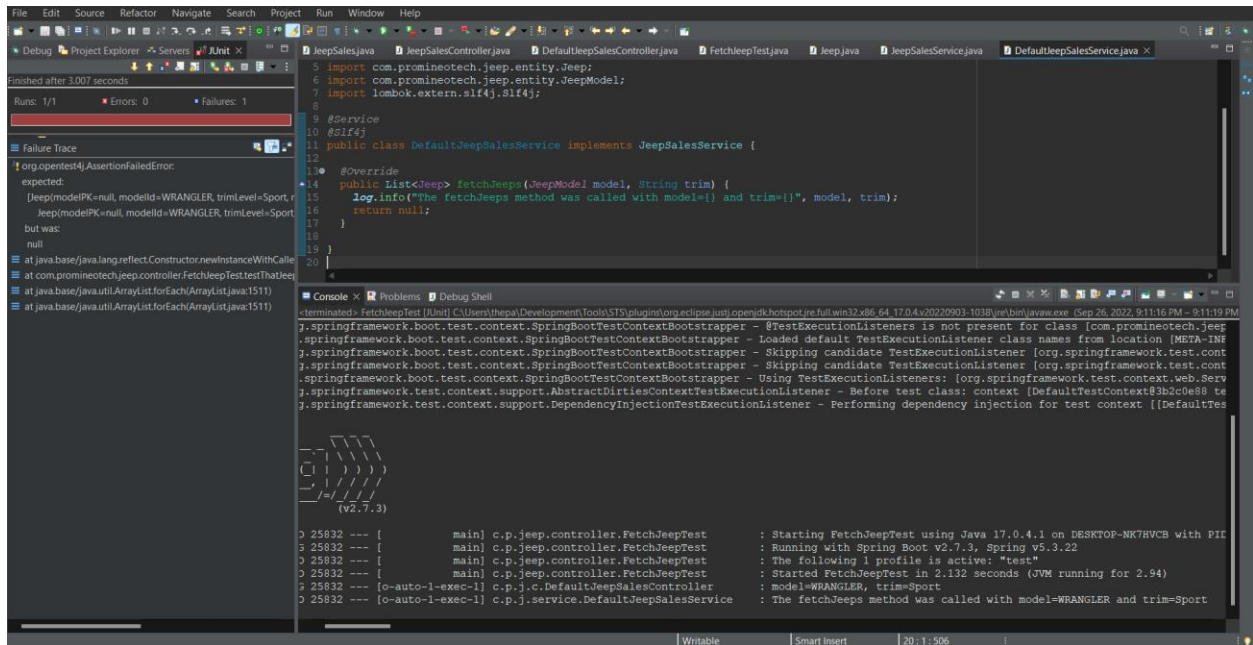 File Edit Source Refactor Navigate Search Project Run Window Help
Debug Project Explorer Servers JUnit
Finished after 3.007 seconds
Runs: 1/1 Errors: 0 Failures: 1
Failure Trace
org.opentest4j.AssertionFailedError:
expected:
[Jeep(modelPK=null, modelId=WRANGLER, trimLevel=Sport,
Jeep(modelPK=null, modelId=WRANGLER, trimLevel=Sport
but was:
null
at java.base/java.lang.reflect.Constructor.newInstanceWithCalle
at com.promineotech.jeep.controller.FetchJeepTest.testThatJeep
at java.base/java.util.ArrayList.forEach(ArrayList.java:1511)
at java.base/java.util.ArrayList.forEach(ArrayList.java:1511)
JeepSales.java JeepSalesController.java DefaultJeepSalesController.java FetchJeepTest.java Jeep.java JeepSalesService.java DefaultJeepSalesService.java
5 import com.promineotech.jeep.entity.Jeep;
6 import com.promineotech.jeep.entity.JeepModel;
7 import lombok.extern.slf4j.Slf4j;
8
9 @Service
10 @Slf4j
11 public class DefaultJeepSalesService implements JeepSalesService {
12
13 @Override
14 public List<Jeep> fetchJeeps(JeepModel model, String trim) {
15 log.info("The fetchJeeps method was called with model={} and trim={}", model, trim);
16 return null;
17 }
18
19 }
20
Console Problems Debug Shell
<terminated> FetchJeepTest [JUnit] C:\Users\thepa\Development\Tools\STS\plugins\org.eclipse.justj.openjdk.hotspot.jre.full.win32.x86_64_17.0.4.v20220903-1038\jre\bin\javaw.exe (Sep 26, 2022, 9:11:16 PM – 9:11:19 PM
g.springframework.boot.test.context.SpringBootTestContextBootstrapper - @TestExecutionListeners is not present for class [com.promineotech.jeep
.springframework.boot.test.context.SpringBootTestContextBootstrapper - Loaded default TestExecutionListener class names from location [META-INF
g.springframework.boot.test.context.SpringBootTestContextBootstrapper - Skipping candidate TestExecutionListener [org.springframework.test.cont
g.springframework.boot.test.context.SpringBootTestContextBootstrapper - Skipping candidate TestExecutionListener [org.springframework.test.cont
.springframework.boot.test.context.SpringBootTestContextBootstrapper - Using TestExecutionListeners: [org.springframework.test.context.web.Serv
g.springframework.test.context.support.AbstractDirtiesContextTestExecutionListener - Before test class: context [DefaultTestContext@3b2c0e88 te
g.springframework.test.context.support.DependencyInjectionTestExecutionListener - Performing dependency injection for test context [[DefaultTes
(v2.7.3)
O 25832 --- [ main] c.p.jeep.controller.FetchJeepTest : Starting FetchJeepTest using Java 17.0.4.1 on DESKTOP-NK7HVCB with PID
G 25832 --- [ main] c.p.jeep.controller.FetchJeepTest : Running with Spring Boot v2.7.3, Spring v5.3.22
O 25832 --- [ main] c.p.jeep.controller.FetchJeepTest : The following 1 profile is active: "test"
O 25832 --- [ main] c.p.jeep.controller.FetchJeepTest : Started FetchJeepTest in 2.132 seconds (JVM running for 2.94)
G 25832 --- [o-auto-1-exec-1] c.p.j.c.DefaultJeepSalesController : model=WRANGLER, trim=Sport
O 25832 --- [o-auto-1-exec-1] c.p.j.service.DefaultJeepSalesService : The fetchJeeps method was called with model=WRANGLER and trim=Sport
Writable Smart Insert 20 : 1 : 506